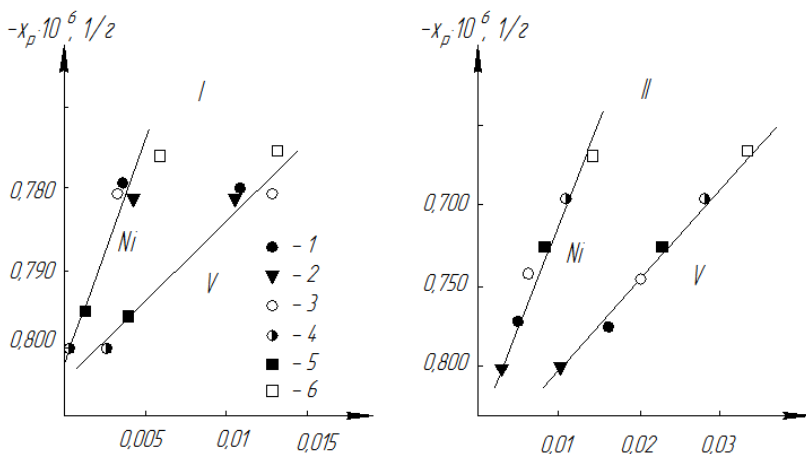 -x_p·10^6, 1/г
I
0,780
0,790
0,800
Ni
V
- 1
- 2
- 3
- 4
- 5
- 6
0,005
0,01
0,015
-x_p·10^6, 1/г
II
0,700
0,750
0,800
Ni
V
0,01
0,02
0,03